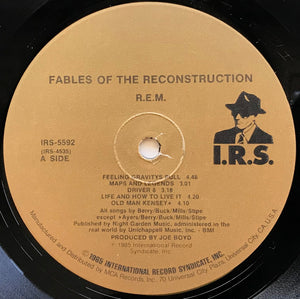 FABLES OF THE RECONSTRUCTION
R.E.M.
IRS-5592
(IRS-4535)
A SIDE
I.R.S.
FEELING GRAVITYS PULL 4.48
MAPS AND LEGENDS 3.01
DRIVER 8 3.18
LIFE AND HOW TO LIVE IT 4.20
OLD MAN KENSEY+ 4.10
All songs by Berry/Buck/Mills/Stipe
except +Ayers/Berry/Buck/Mills/Stipe
Published by Night Garden Music, administered in the
real world by Unichappell Music Inc. - BMI
PRODUCED BY JOE BOYD
℗ 1985 International Record
Syndicate, Inc.
© 1985 INTERNATIONAL RECORD SYNDICATE, INC.
Manufactured and Distributed by MCA Records, Inc. 70 Universal City Plaza, Universal City, CA. U.S.A.